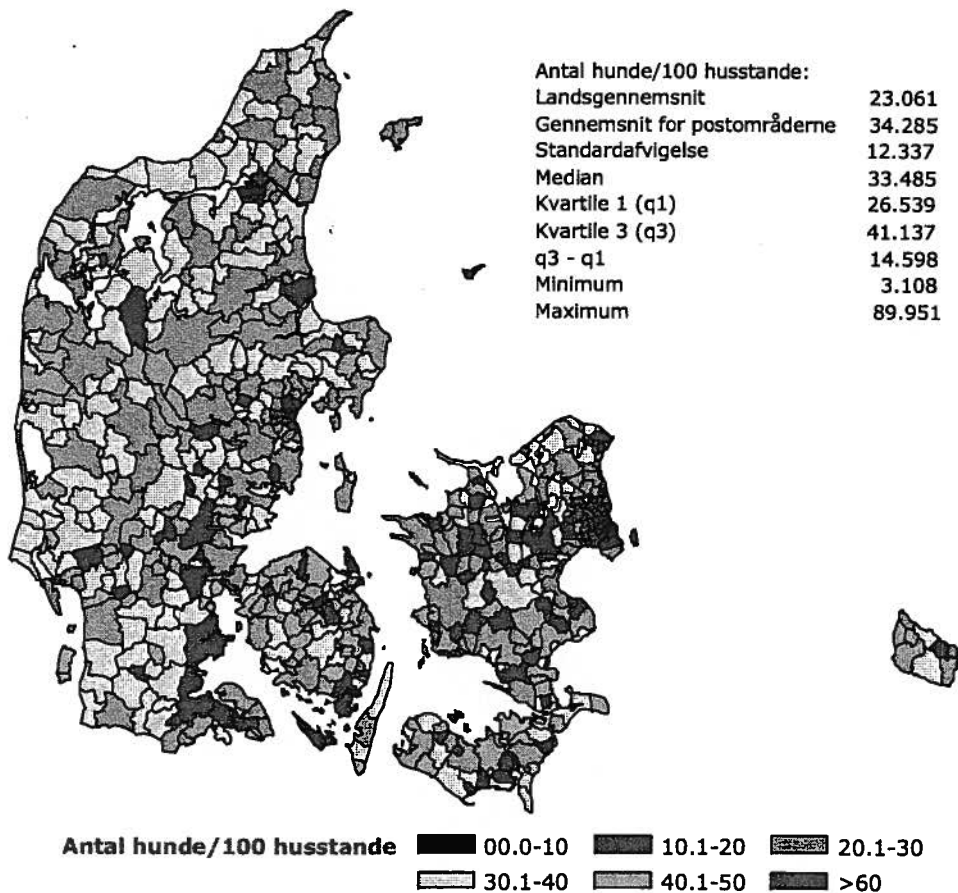 Antal hunde/100 husstande:
Landsgennemsnit 23.061
Gennemsnit for postområderne 34.285
Standardafvigelse 12.337
Median 33.485
Kvartile 1 (q1) 26.539
Kvartile 3 (q3) 41.137
q3 - q1 14.598
Minimum 3.108
Maximum 89.951
Antal hunde/100 husstande 00.0-10 10.1-20 20.1-30
30.1-40 40.1-50 >60